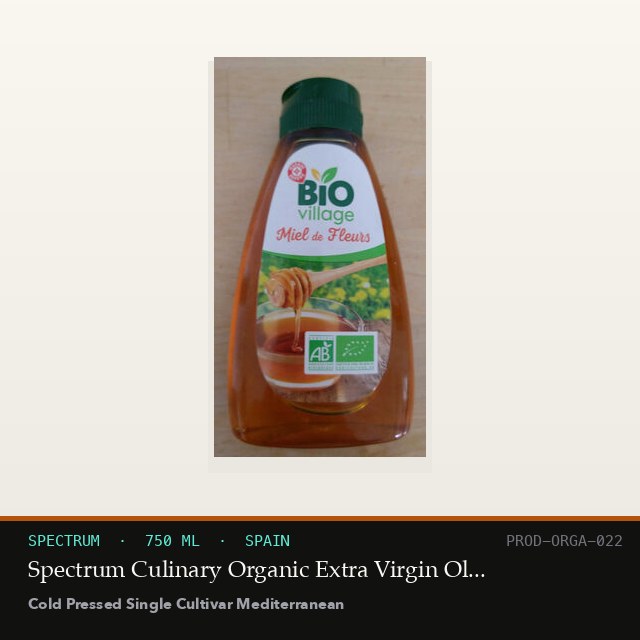 BiO
village
Miel de Fleurs
AB
SPECTRUM · 750 ML · SPAIN
PROD-ORGA-022
Spectrum Culinary Organic Extra Virgin Ol...
Cold Pressed Single Cultivar Mediterranean